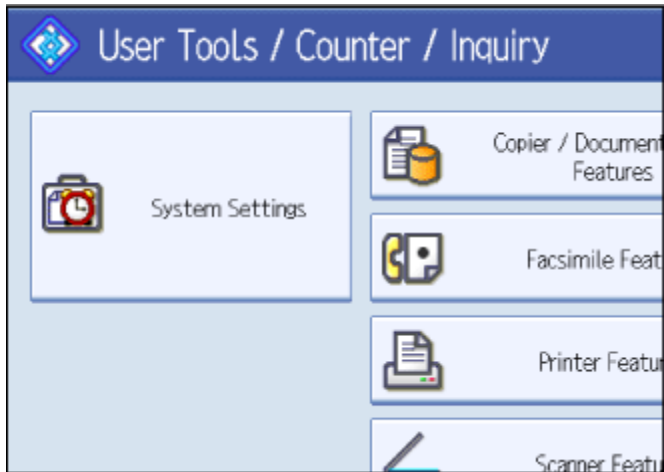 User Tools / Counter / Inquiry
System Settings
Copier / Document
Features
Facsimile Feat
Printer Featu
Scanner Featu